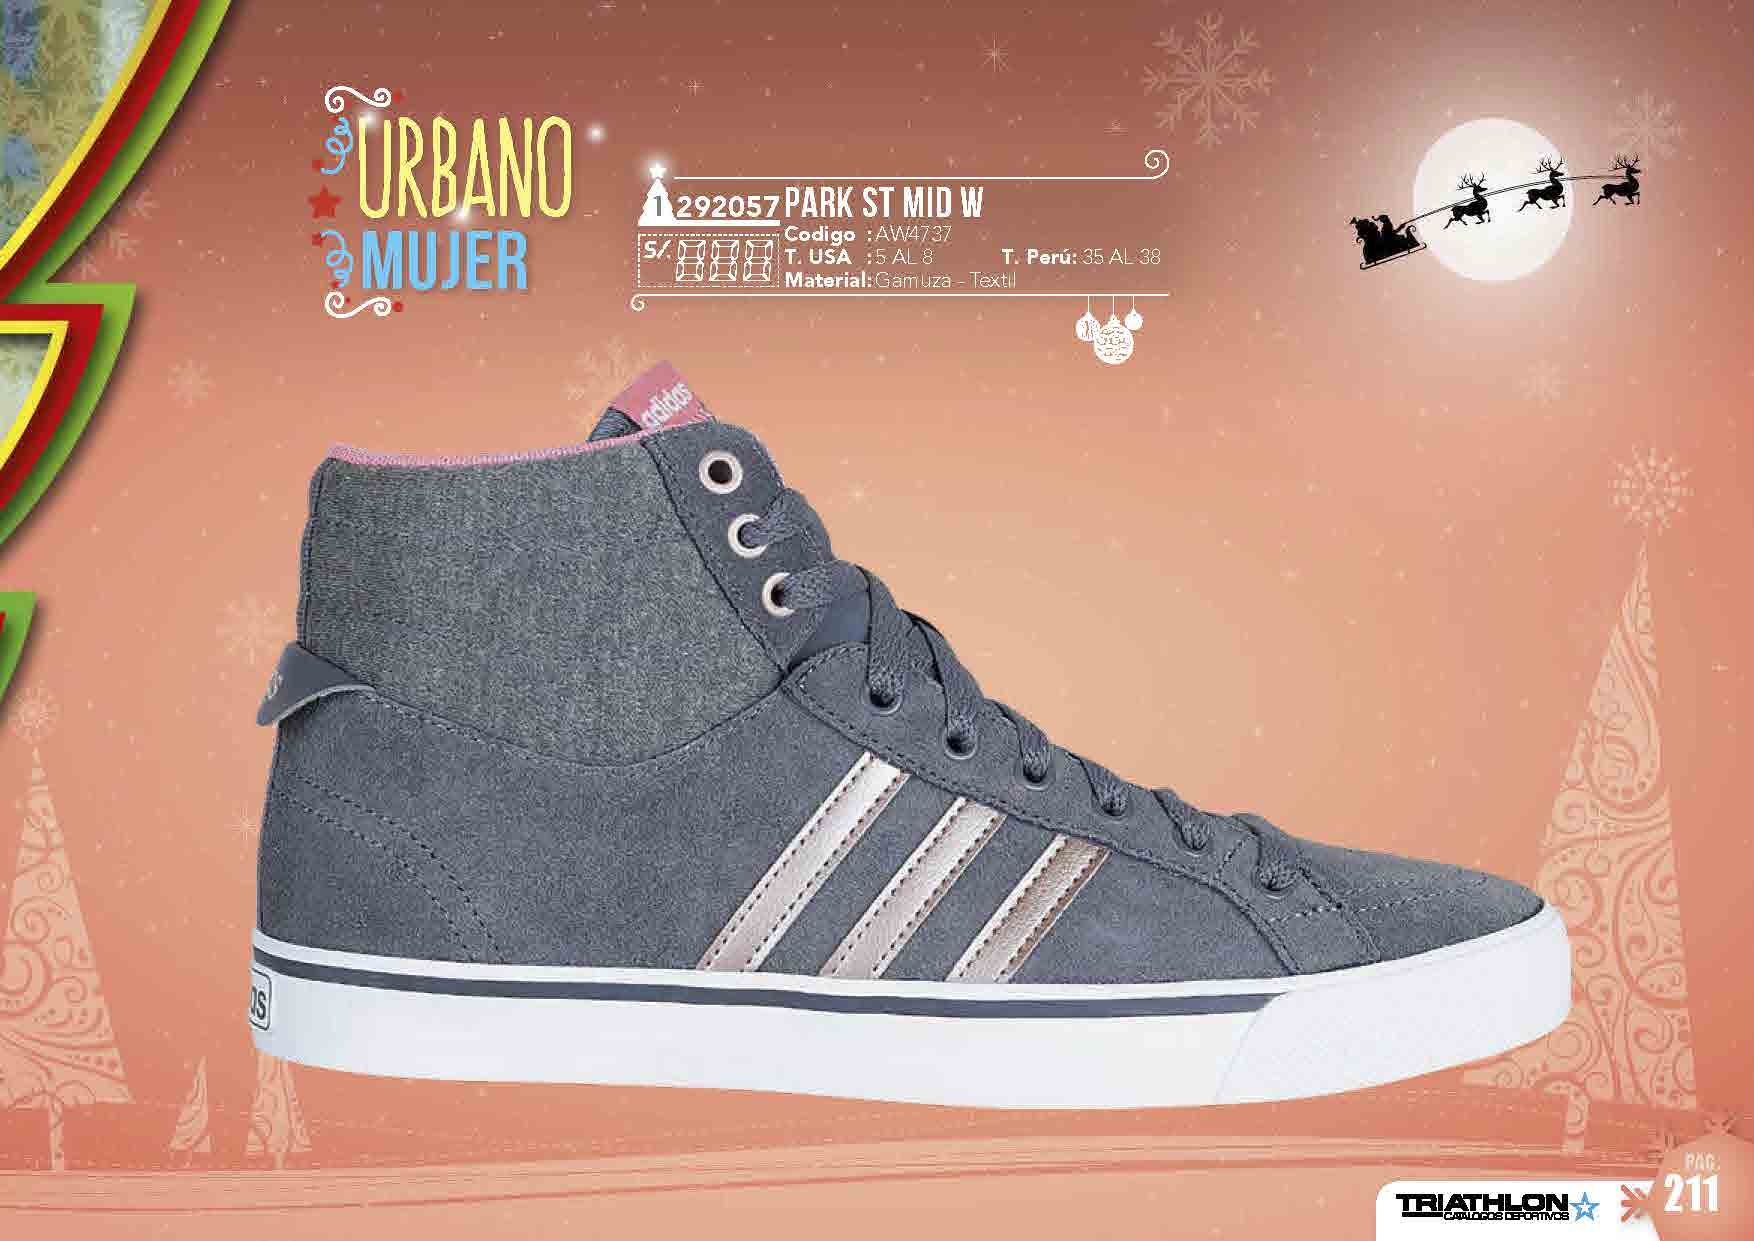 URBANO
MUJER
1 292057 PARK ST MID W
Codigo : AW4737
S/.
T. USA : 5 AL 8 T. Perú: 35 AL 38
Material: Gamuza - Textil
adidas
os
TRIATHLON
CATALOGOS DEPORTIVOS
PAG.
211